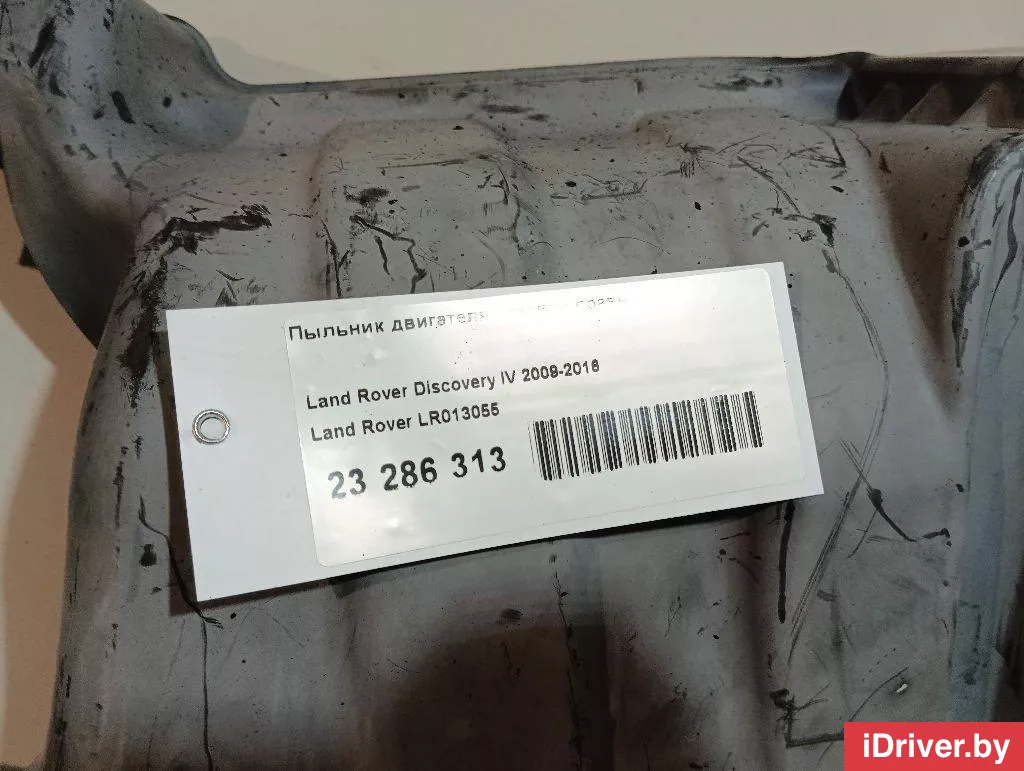 Пыльник двигателя
Land Rover Discovery IV 2009-2016
Land Rover LR013055
23 286 313
iDriver.by